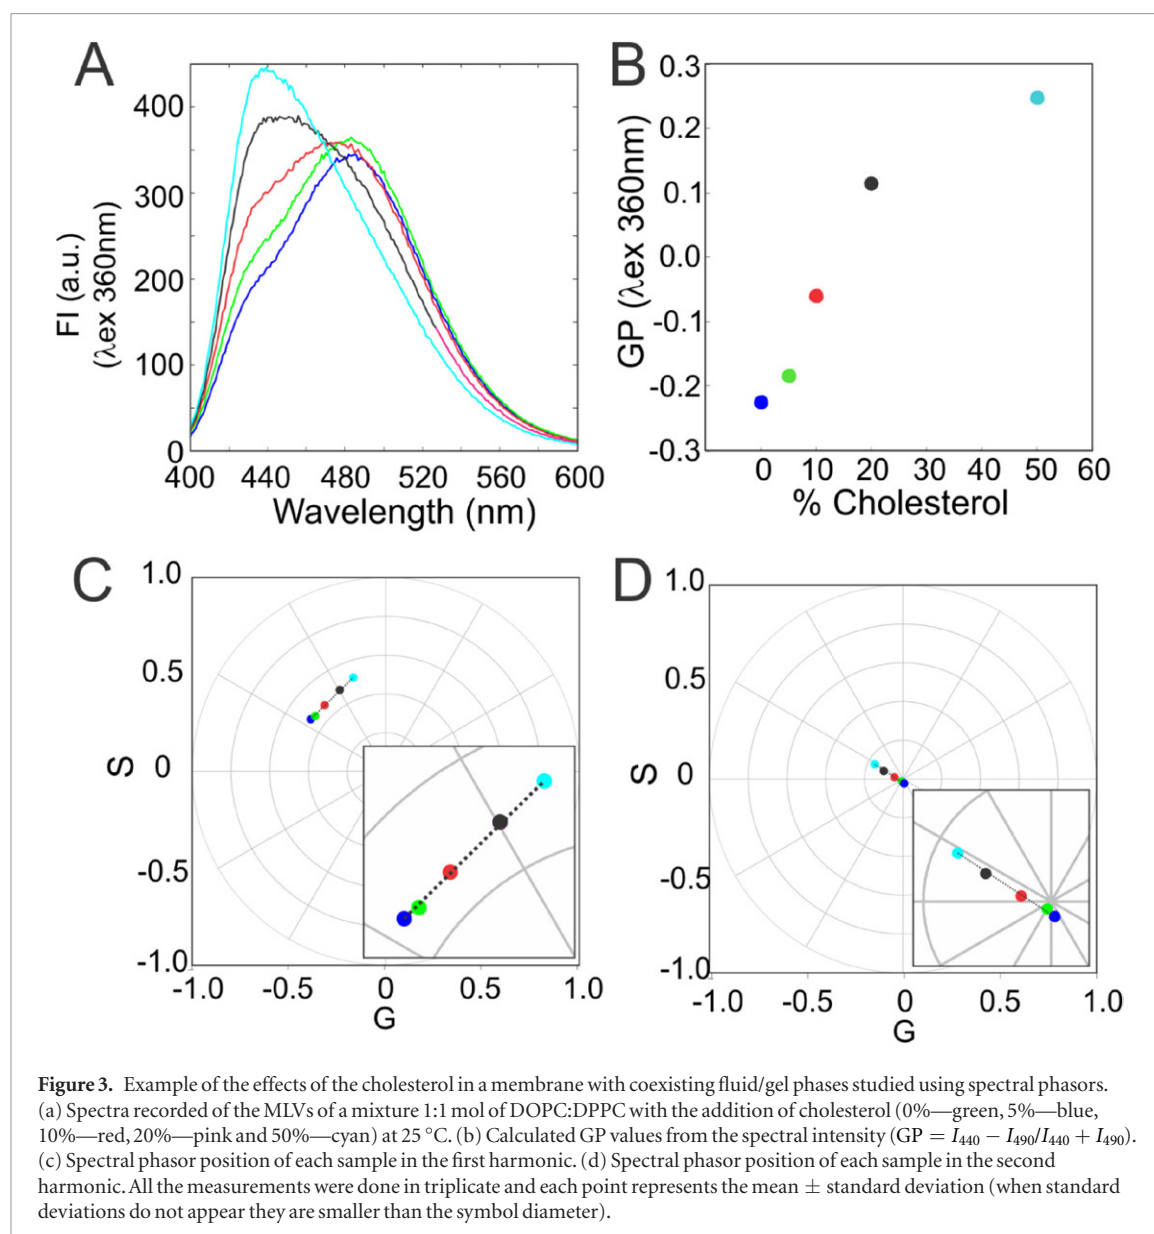 A
400
300
200
100
0
FI (a.u.)
(λex 360nm)
400 440 480 520 560 600
Wavelength (nm)
B
0.3
0.2
0.1
0.0
-0.1
-0.2
-0.3
GP (λex 360nm)
0 10 20 30 40 50 60
% Cholesterol
C
1.0
0.5
0
-0.5
-1.0
S
-1.0 -0.5 0 0.5 1.0
G
D
1.0
0.5
0
-0.5
-1.0
S
-1.0 -0.5 0 0.5 1.0
G
Figure 3. Example of the effects of the cholesterol in a membrane with coexisting fluid/gel phases studied using spectral phasors.
(a) Spectra recorded of the MLVs of a mixture 1:1 mol of DOPC:DPPC with the addition of cholesterol (0%—green, 5%—blue,
10%—red, 20%—pink and 50%—cyan) at 25 °C. (b) Calculated GP values from the spectral intensity (GP = I440 − I490/I440 + I490).
(c) Spectral phasor position of each sample in the first harmonic. (d) Spectral phasor position of each sample in the second
harmonic. All the measurements were done in triplicate and each point represents the mean ± standard deviation (when standard
deviations do not appear they are smaller than the symbol diameter).